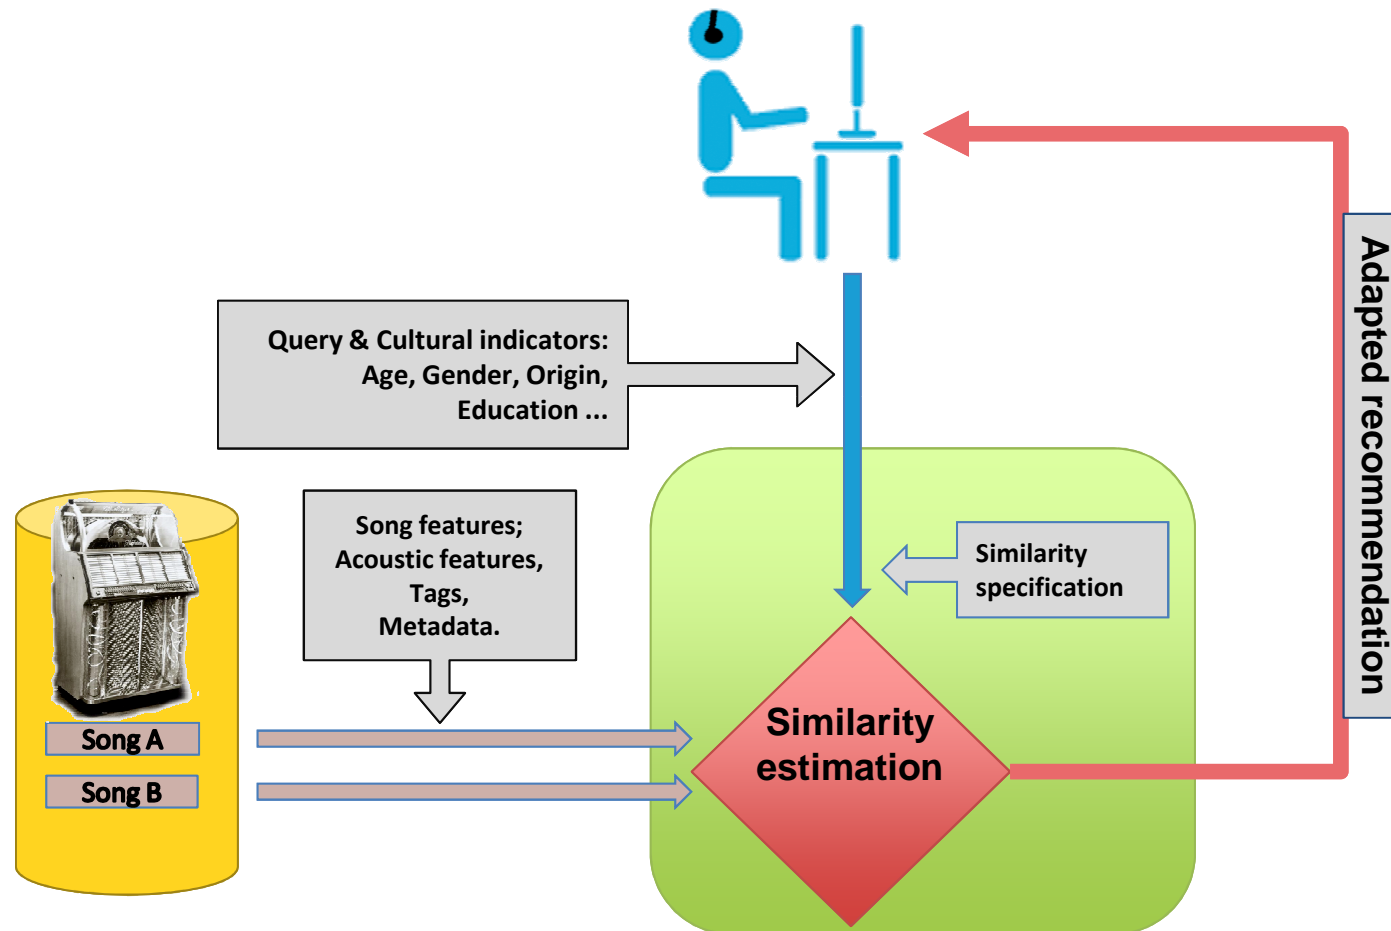 Query & Cultural indicators:
Age, Gender, Origin,
Education ...
Song features;
Acoustic features,
Tags,
Metadata.
Similarity
specification
Song A
Song B
Similarity
estimation
Adapted recommendation